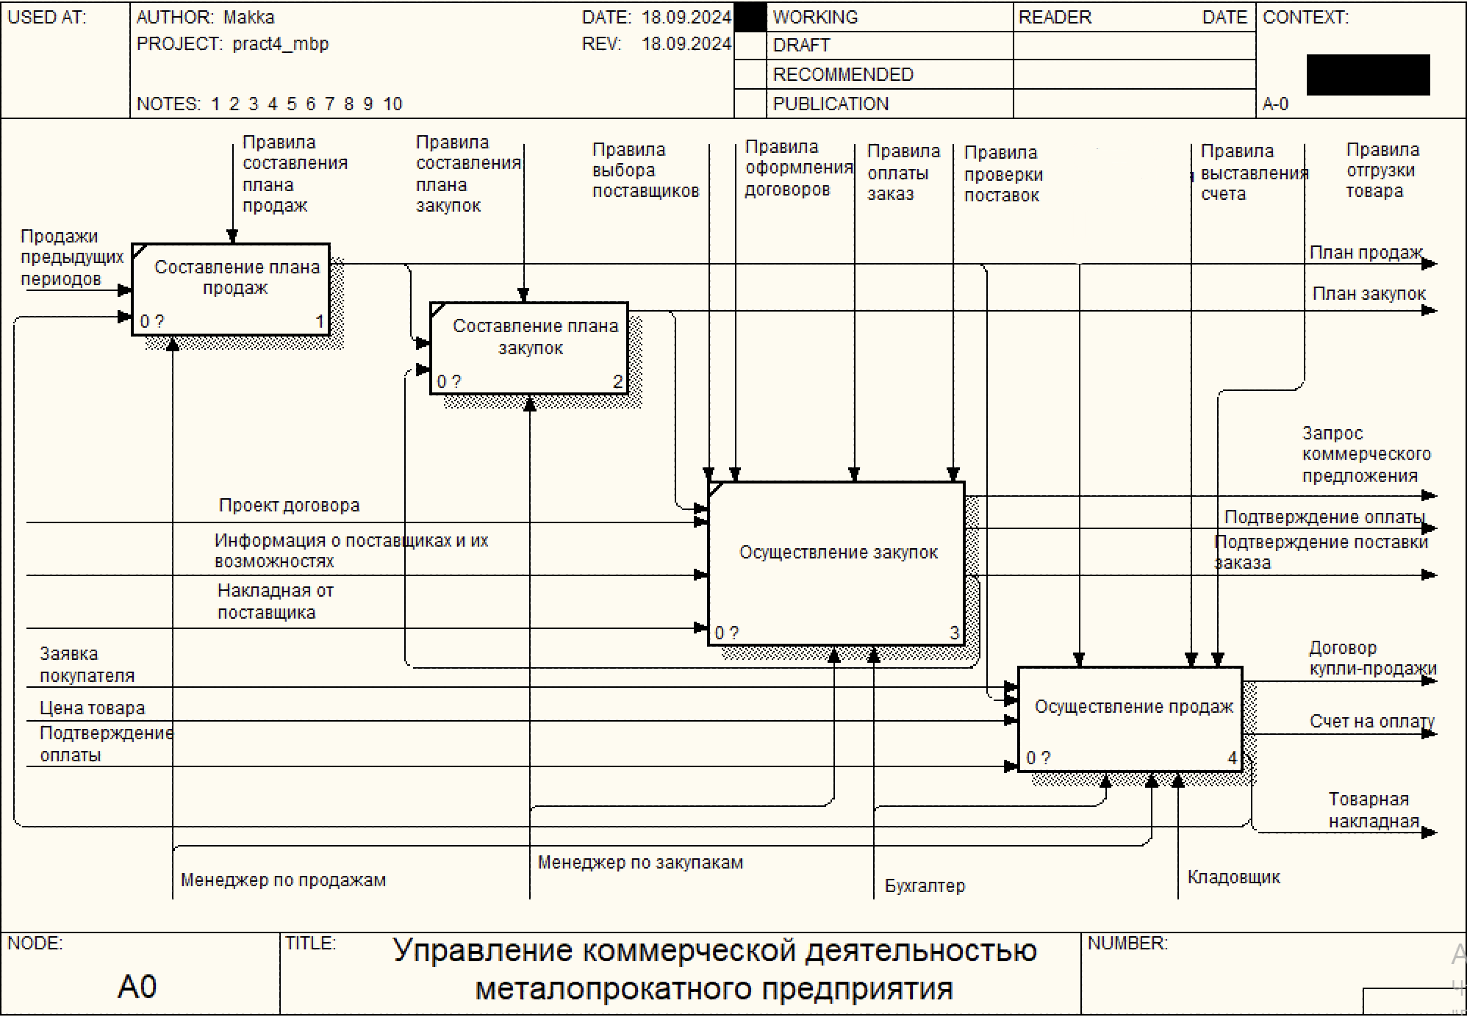 USED AT:
AUTHOR: Makka
DATE: 18.09.2024
WORKING
READER
DATE
CONTEXT:
PROJECT: pract4_mbp
REV: 18.09.2024
DRAFT
RECOMMENDED
NOTES: 1 2 3 4 5 6 7 8 9 10
PUBLICATION
A-0
Правила
составления
плана
продаж
Правила
составления
плана
закупок
Правила
выбора
поставщиков
Правила
оформления
договоров
Правила
оплаты
заказ
Правила
проверки
поставок
Правила
выставления
счета
Правила
отгрузки
товара
Продажи
предыдущих
периодов
Составление плана
продаж
0 ?
1
План продаж
План закупок
Составление плана
закупок
0 ?
2
Запрос
коммерческого
предложения
Проект договора
Подтверждение оплаты
Информация о поставщиках и их
возможностях
Осуществление закупок
Подтверждение поставки
заказа
Накладная от
поставщика
0 ?
3
Заявка
покупателя
Договор
купли-продажи
Цена товара
Осуществление продаж
Счет на оплату
Подтверждение
оплаты
0 ?
4
Товарная
накладная
Менеджер по продажам
Менеджер по закупакам
Бухгалтер
Кладовщик
NODE:
TITLE:
NUMBER:
A0
Управление коммерческой деятельностью
металопрокатного предприятия